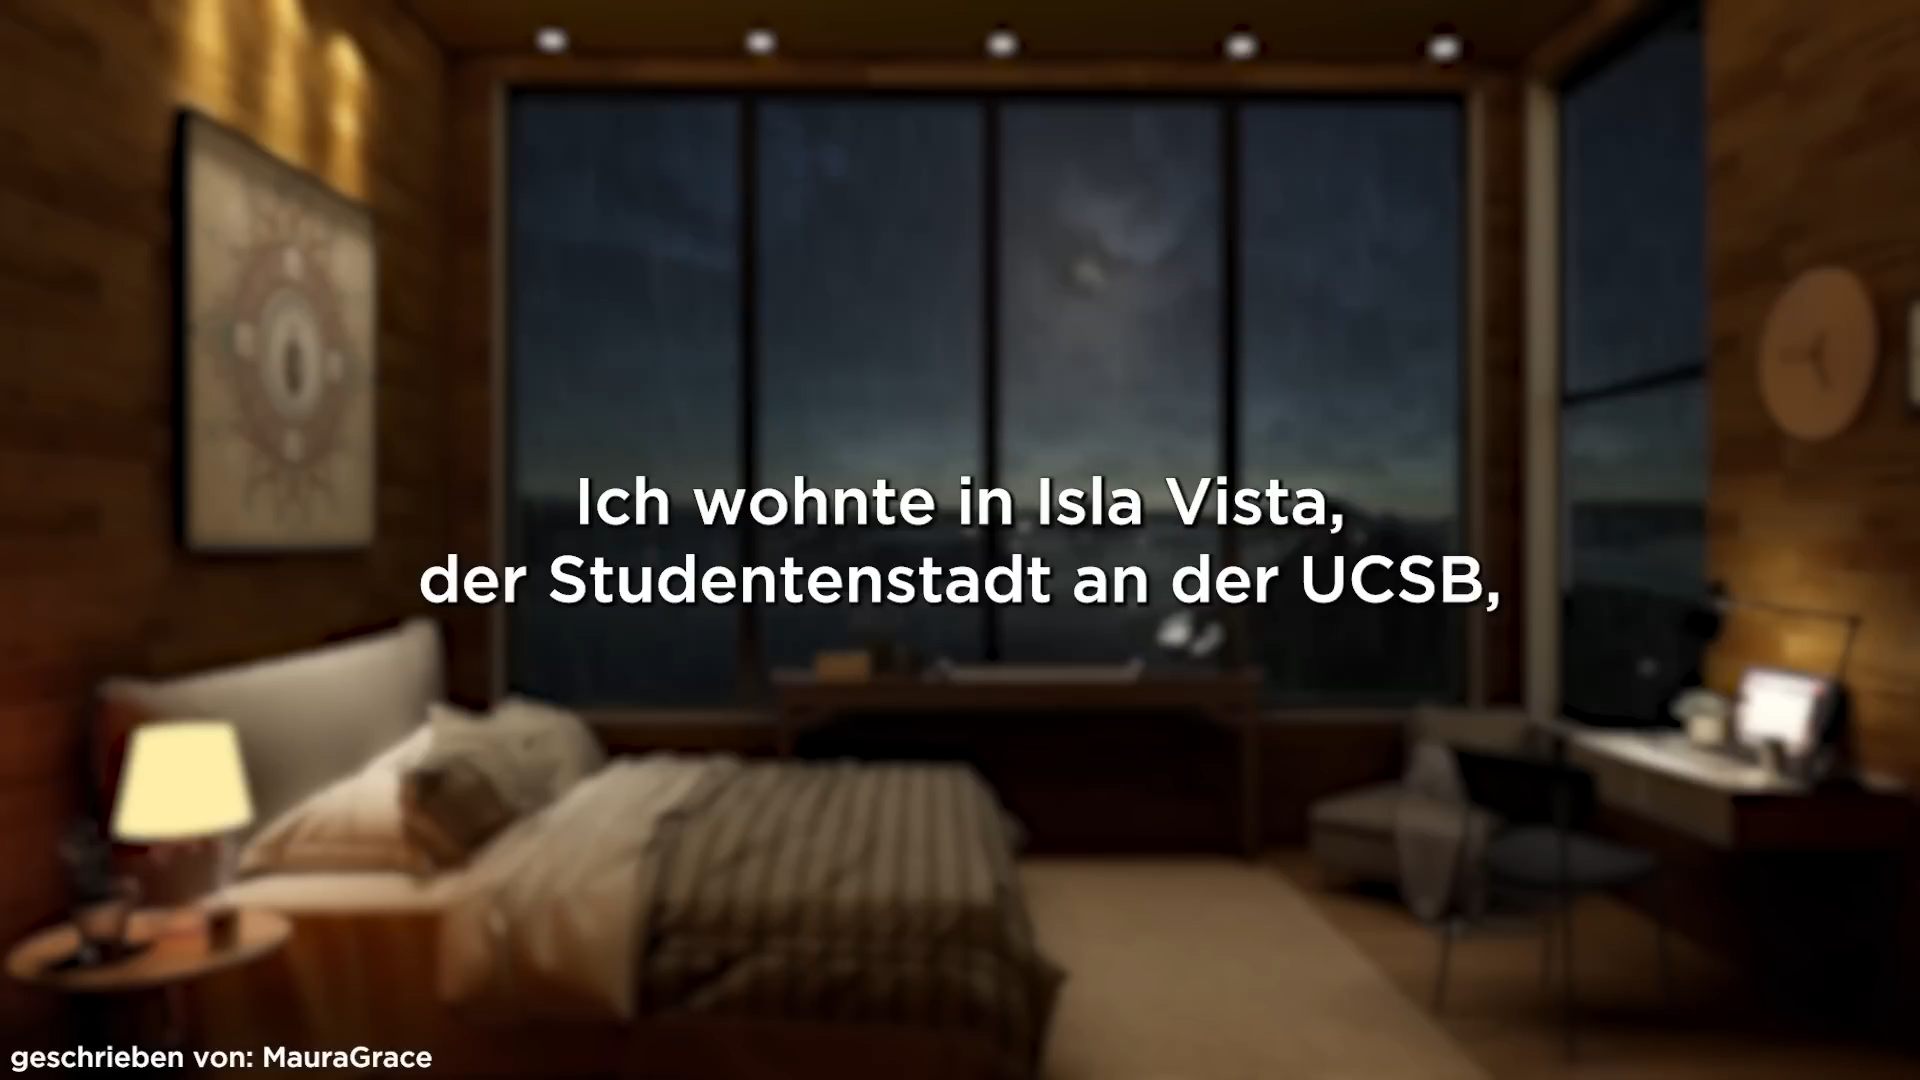 Ich wohnte in Isla Vista,
der Studentenstadt an der UCSB,
geschrieben von: MauraGrace